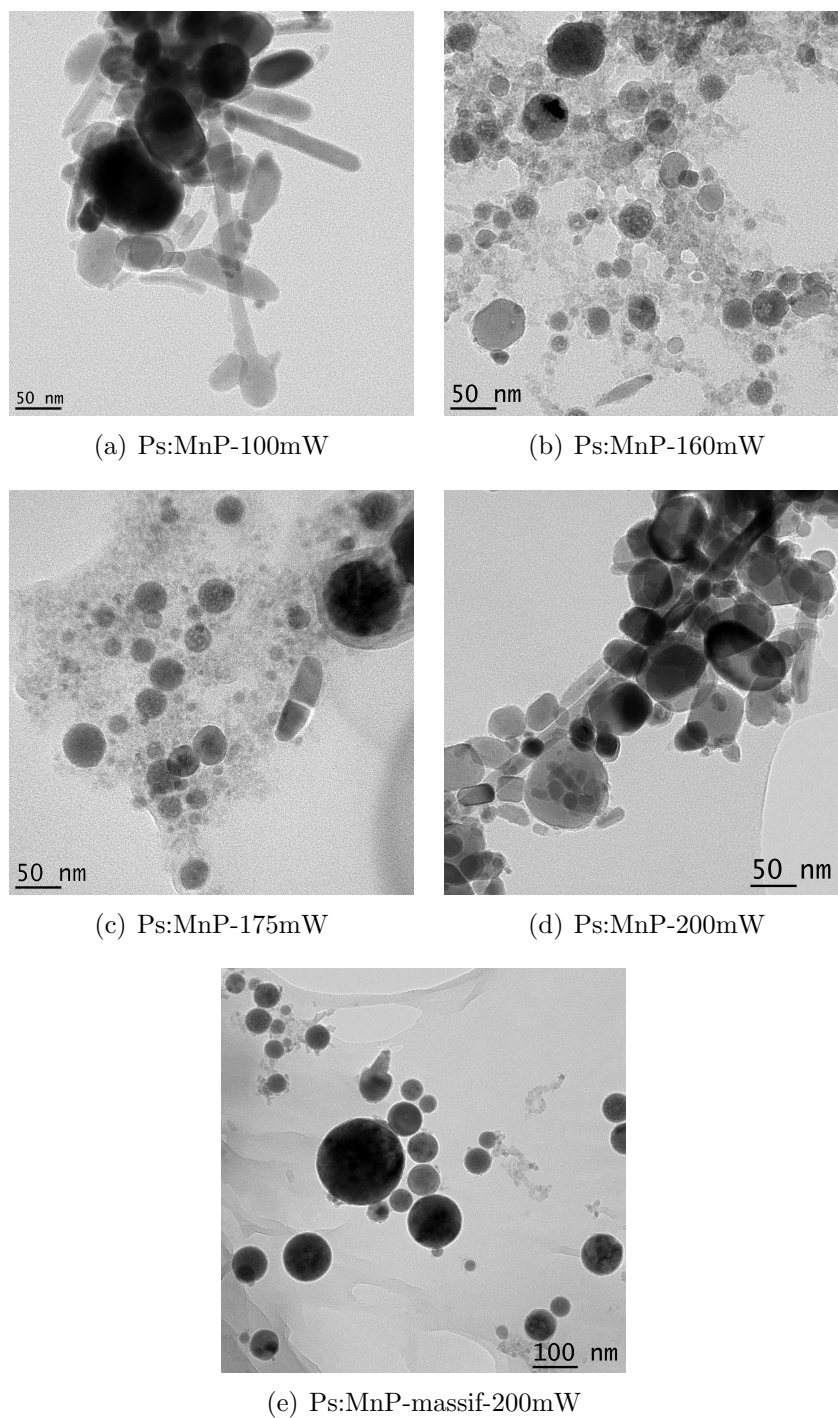 50 nm
50 nm
(a) Ps:MnP-100mW
(b) Ps:MnP-160mW
50 nm
50 nm
(c) Ps:MnP-175mW
(d) Ps:MnP-200mW
100 nm
(e) Ps:MnP-massif-200mW